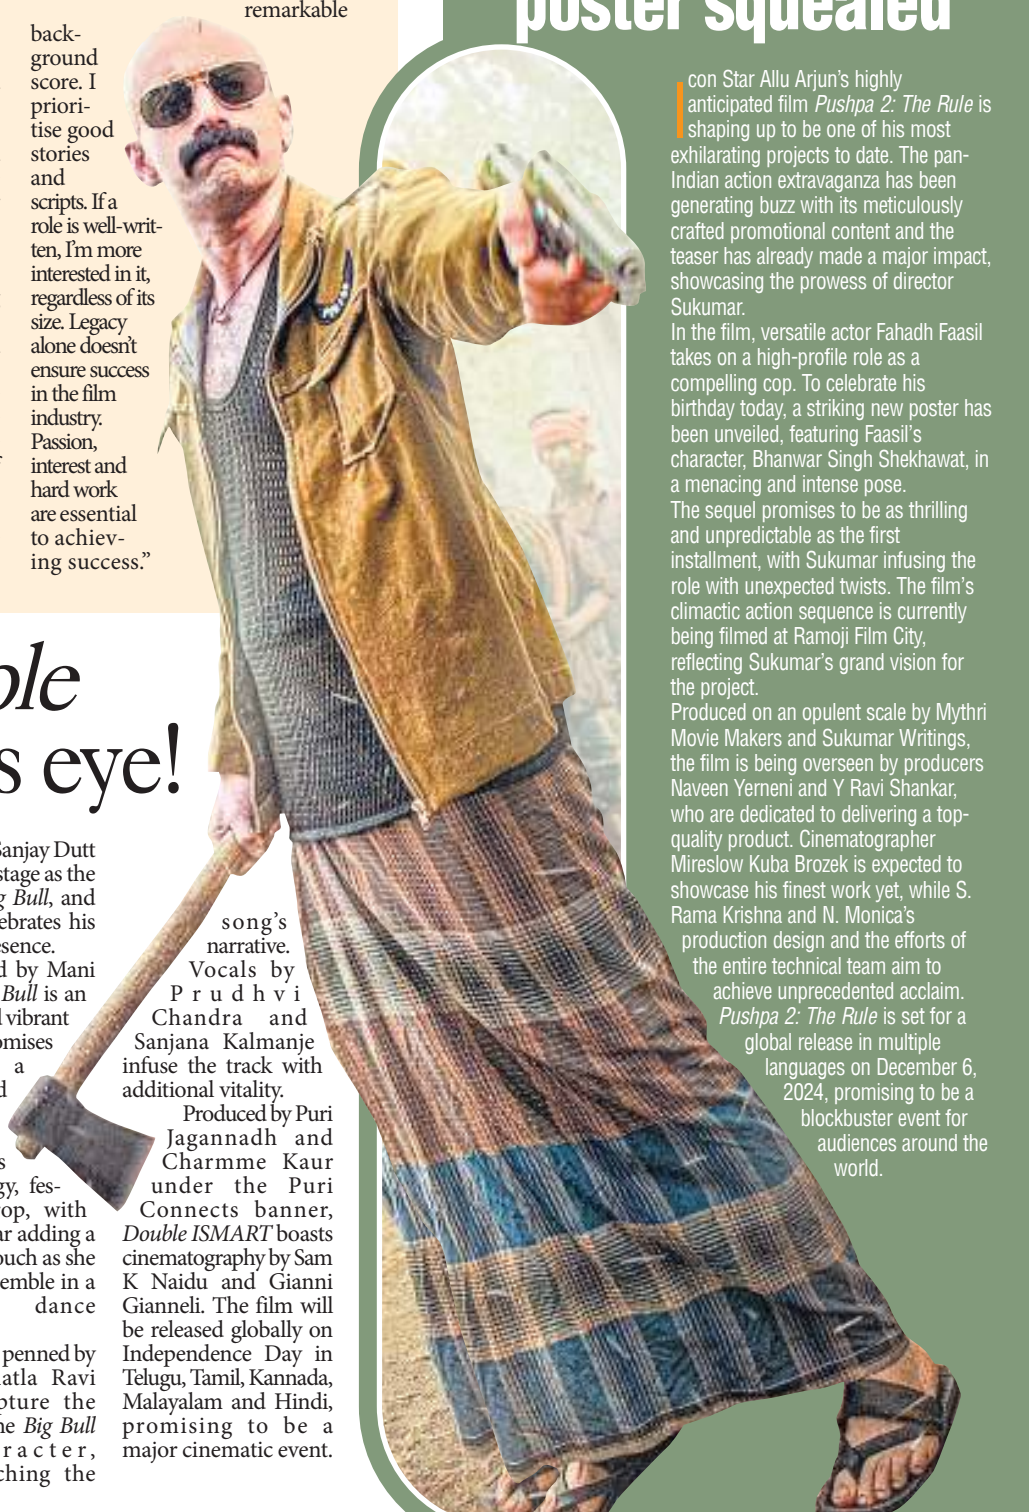 remarkable
back-
ground
score. I
priori-
tise good
stories
and
scripts. If a
role is well-writ-
ten, I'm more
interested in it,
regardless of its
size. Legacy
alone doesn't
ensure success
in the film
industry.
Passion,
interest and
hard work
are essential
to achiev-
ing success.”
eye!
Sanjay Dutt
stage as the
Bull, and
his
by Mani
Bull is an
vibrant
a
fes-
with
adding a
as she
in a
dance
penned by
Ravi
the
Big Bull
the
song's
narrative.
Vocals by
Prudhvi
Chandra and
Sanjana Kalmanje
infuse the track with
additional vitality.
Produced by Puri
Jagannadh and
Charmme Kaur
under the Puri
Connects banner,
Double ISMART boasts
cinematography by Sam
K Naidu and Gianni
Gianneli. The film will
be released globally on
Independence Day in
Telugu, Tamil, Kannada,
Malayalam and Hindi,
promising to be a
major cinematic event.
poster squealed
Icon Star Allu Arjun's highly
anticipated film Pushpa 2: The Rule is
shaping up to be one of his most
exhilarating projects to date. The pan-
Indian action extravaganza has been
generating buzz with its meticulously
crafted promotional content and the
teaser has already made a major impact,
showcasing the prowess of director
Sukumar.
In the film, versatile actor Fahadh Faasil
takes on a high-profile role as a
compelling cop. To celebrate his
birthday today, a striking new poster has
been unveiled, featuring Faasil's
character, Bhanwar Singh Shekhawat, in
a menacing and intense pose.
The sequel promises to be as thrilling
and unpredictable as the first
installment, with Sukumar infusing the
role with unexpected twists. The film's
climactic action sequence is currently
being filmed at Ramoji Film City,
reflecting Sukumar's grand vision for
the project.
Produced on an opulent scale by Mythri
Movie Makers and Sukumar Writings,
the film is being overseen by producers
Naveen Yerneni and Y Ravi Shankar,
who are dedicated to delivering a top-
quality product. Cinematographer
Mireslow Kuba Brozek is expected to
showcase his finest work yet, while S.
Rama Krishna and N. Monica's
production design and the efforts of
the entire technical team aim to
achieve unprecedented acclaim.
Pushpa 2: The Rule is set for a
global release in multiple
languages on December 6,
2024, promising to be a
blockbuster event for
audiences around the
world.